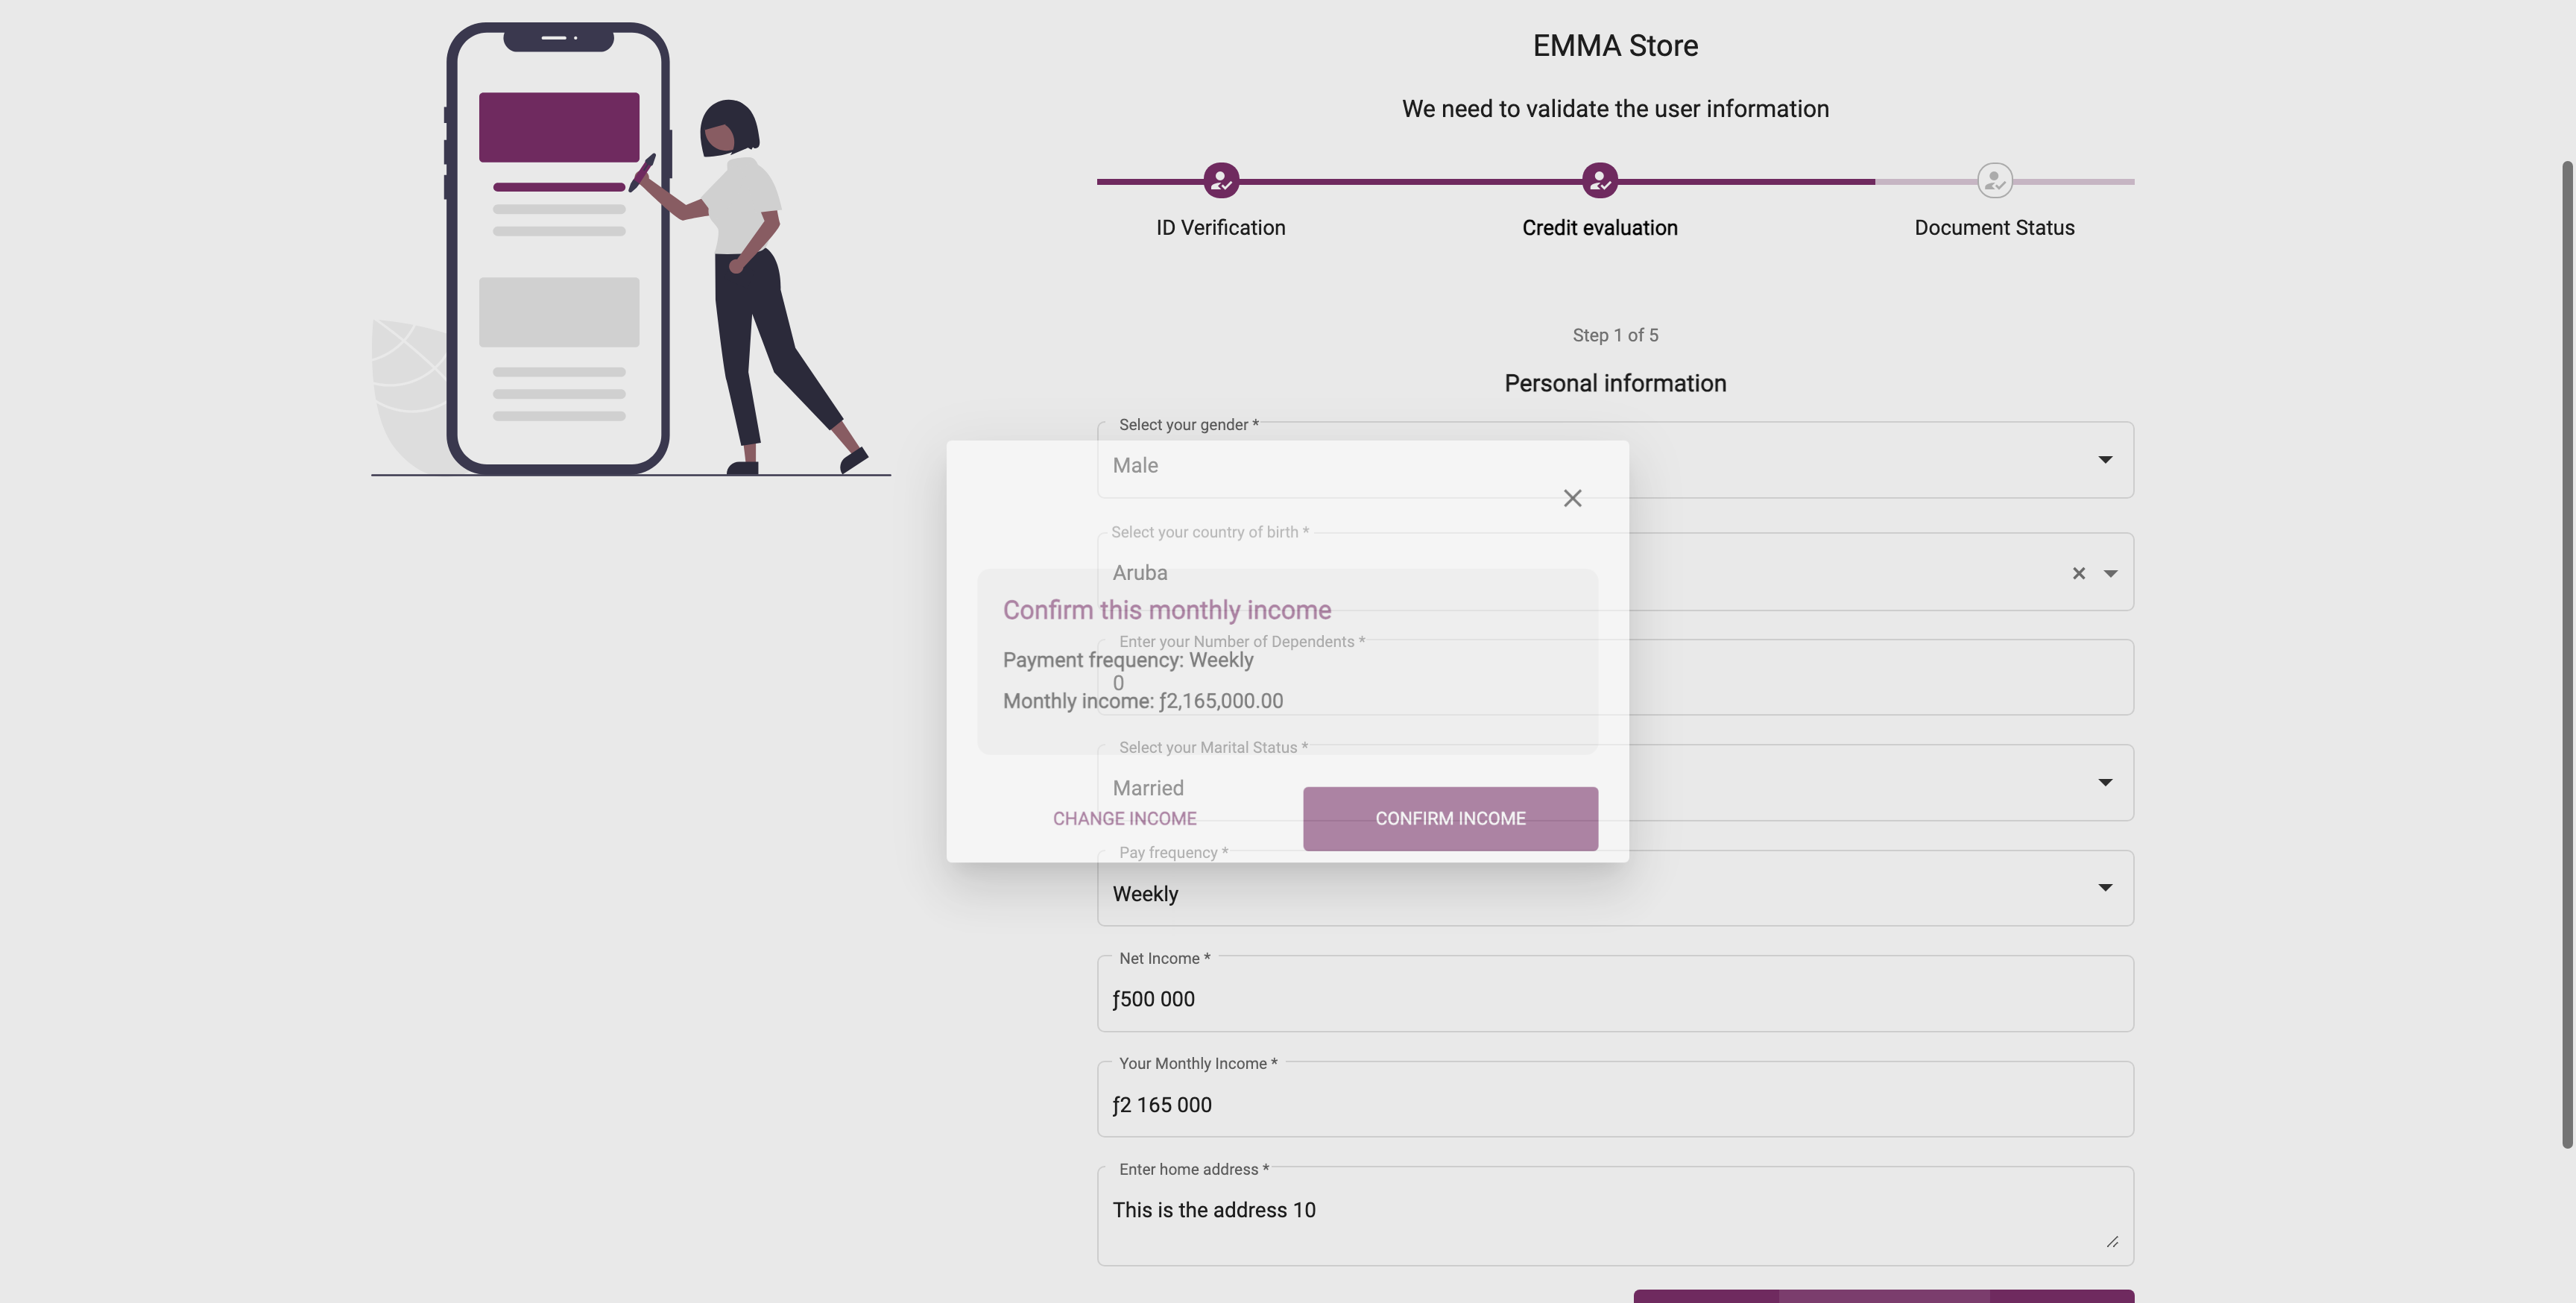 EMMA Store
We need to validate the user information
ID Verification
Credit evaluation
Document Status
Step 1 of 5
Personal information
Select your gender *
Male
Select your country of birth *
Aruba
Confirm this monthly income
Enter your Number of Dependents *
Payment frequency: Weekly
0
Monthly income: ƒ2,165,000.00
Select your Marital Status *
Married
CHANGE INCOME
CONFIRM INCOME
Pay frequency *
Weekly
Net Income *
ƒ500 000
Your Monthly Income *
ƒ2 165 000
Enter home address *
This is the address 10